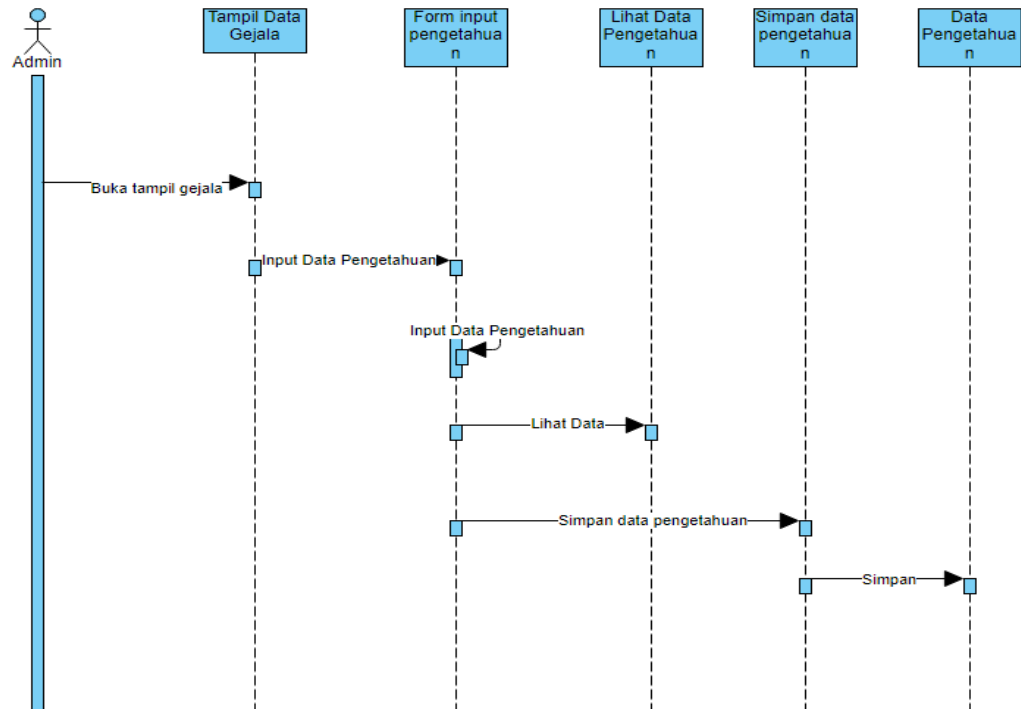 Admin
Tampil Data
Gejala
Form input
pengetahua
n
Lihat Data
Pengetahua
n
Simpan data
pengetahua
n
Data
Pengetahua
n
Buka tampil gejala
Input Data Pengetahuan
Input Data Pengetahuan
Lihat Data
Simpan data pengetahuan
Simpan